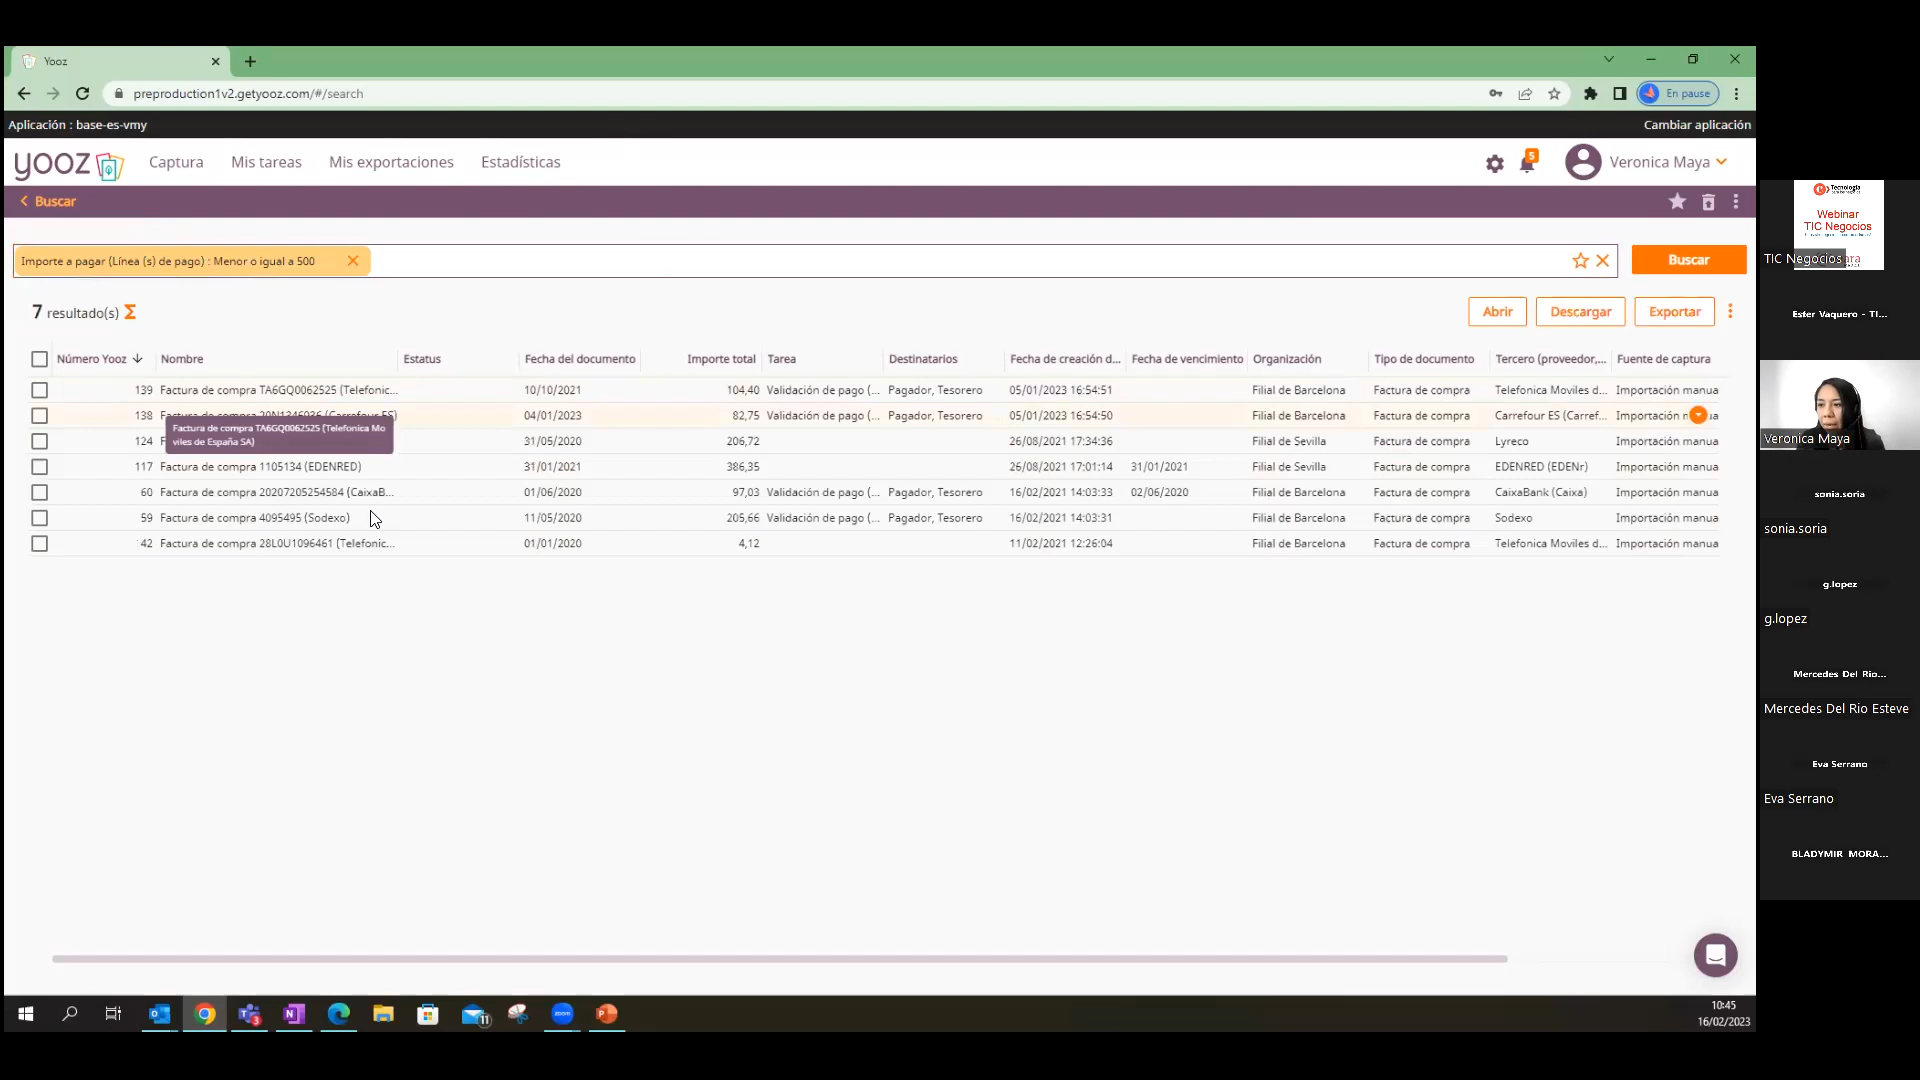 Yooz
preproduction1v2.getyooz.com/#/search
En pause
Aplicación : base-es-vmy
Cambiar aplicación
yooz
Captura
Mis tareas
Mis exportaciones
Estadísticas
5
Veronica Maya
Buscar
Importe a pagar (Línea (s) de pago) : Menor o igual a 500
Buscar
7 resultado(s) Σ
Abrir
Descargar
Exportar
Número Yooz Nombre Estatus Fecha del documento Importe total Tarea Destinatarios Fecha de creación d... Fecha de vencimiento Organización Tipo de documento Tercero (proveedor,... Fuente de captura
139 Factura de compra TA6GQ0062525 (Telefonic... 10/10/2021 104,40 Validación de pago (... Pagador, Tesorero 05/01/2023 16:54:51 Filial de Barcelona Factura de compra Telefonica Moviles d... Importación manua
138 Factura de compra 20N1346036 (Carrefour ES) 04/01/2023 82,75 Validación de pago (... Pagador, Tesorero 05/01/2023 16:54:50 Filial de Barcelona Factura de compra Carrefour ES (Carref... Importación
Factura de compra TA6GQ0062525 (Telefonica Mo
viles de España SA)
124 31/05/2020 206,72 26/08/2021 17:34:36 Filial de Sevilla Factura de compra Lyreco Importación manua
117 Factura de compra 1105134 (EDENRED) 31/01/2021 386,35 26/08/2021 17:01:14 31/01/2021 Filial de Sevilla Factura de compra EDENRED (EDENr) Importación manua
60 Factura de compra 20207205254584 (CaixaB... 01/06/2020 97,03 Validación de pago (... Pagador, Tesorero 16/02/2021 14:03:33 02/06/2020 Filial de Barcelona Factura de compra CaixaBank (Caixa) Importación manua
59 Factura de compra 4095495 (Sodexo) 11/05/2020 205,66 Validación de pago (... Pagador, Tesorero 16/02/2021 14:03:31 Filial de Barcelona Factura de compra Sodexo Importación manua
42 Factura de compra 28L0U1096461 (Telefonic... 01/01/2020 4,12 11/02/2021 12:26:04 Filial de Barcelona Factura de compra Telefonica Moviles d... Importación manua
3
N
11
zoom
10:45
16/02/2023
Tecnología
Webinar
TIC Negocios
TIC Negocios
Ester Vaquero - TI...
Veronica Maya
sonia.soria
sonia.soria
g.lopez
g.lopez
Mercedes Del Rio...
Mercedes Del Rio Esteve
Eva Serrano
Eva Serrano
BLADYMIR MORA...